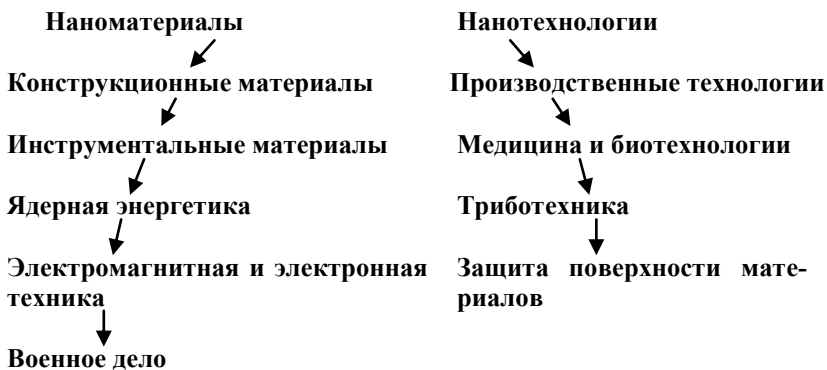 Наноматериалы
Конструкционные материалы
Инструментальные материалы
Ядерная энергетика
Электромагнитная и электронная
техника
Военное дело
Нанотехнологии
Производственные технологии
Медицина и биотехнологии
Триботехника
Защита поверхности мате-
риалов